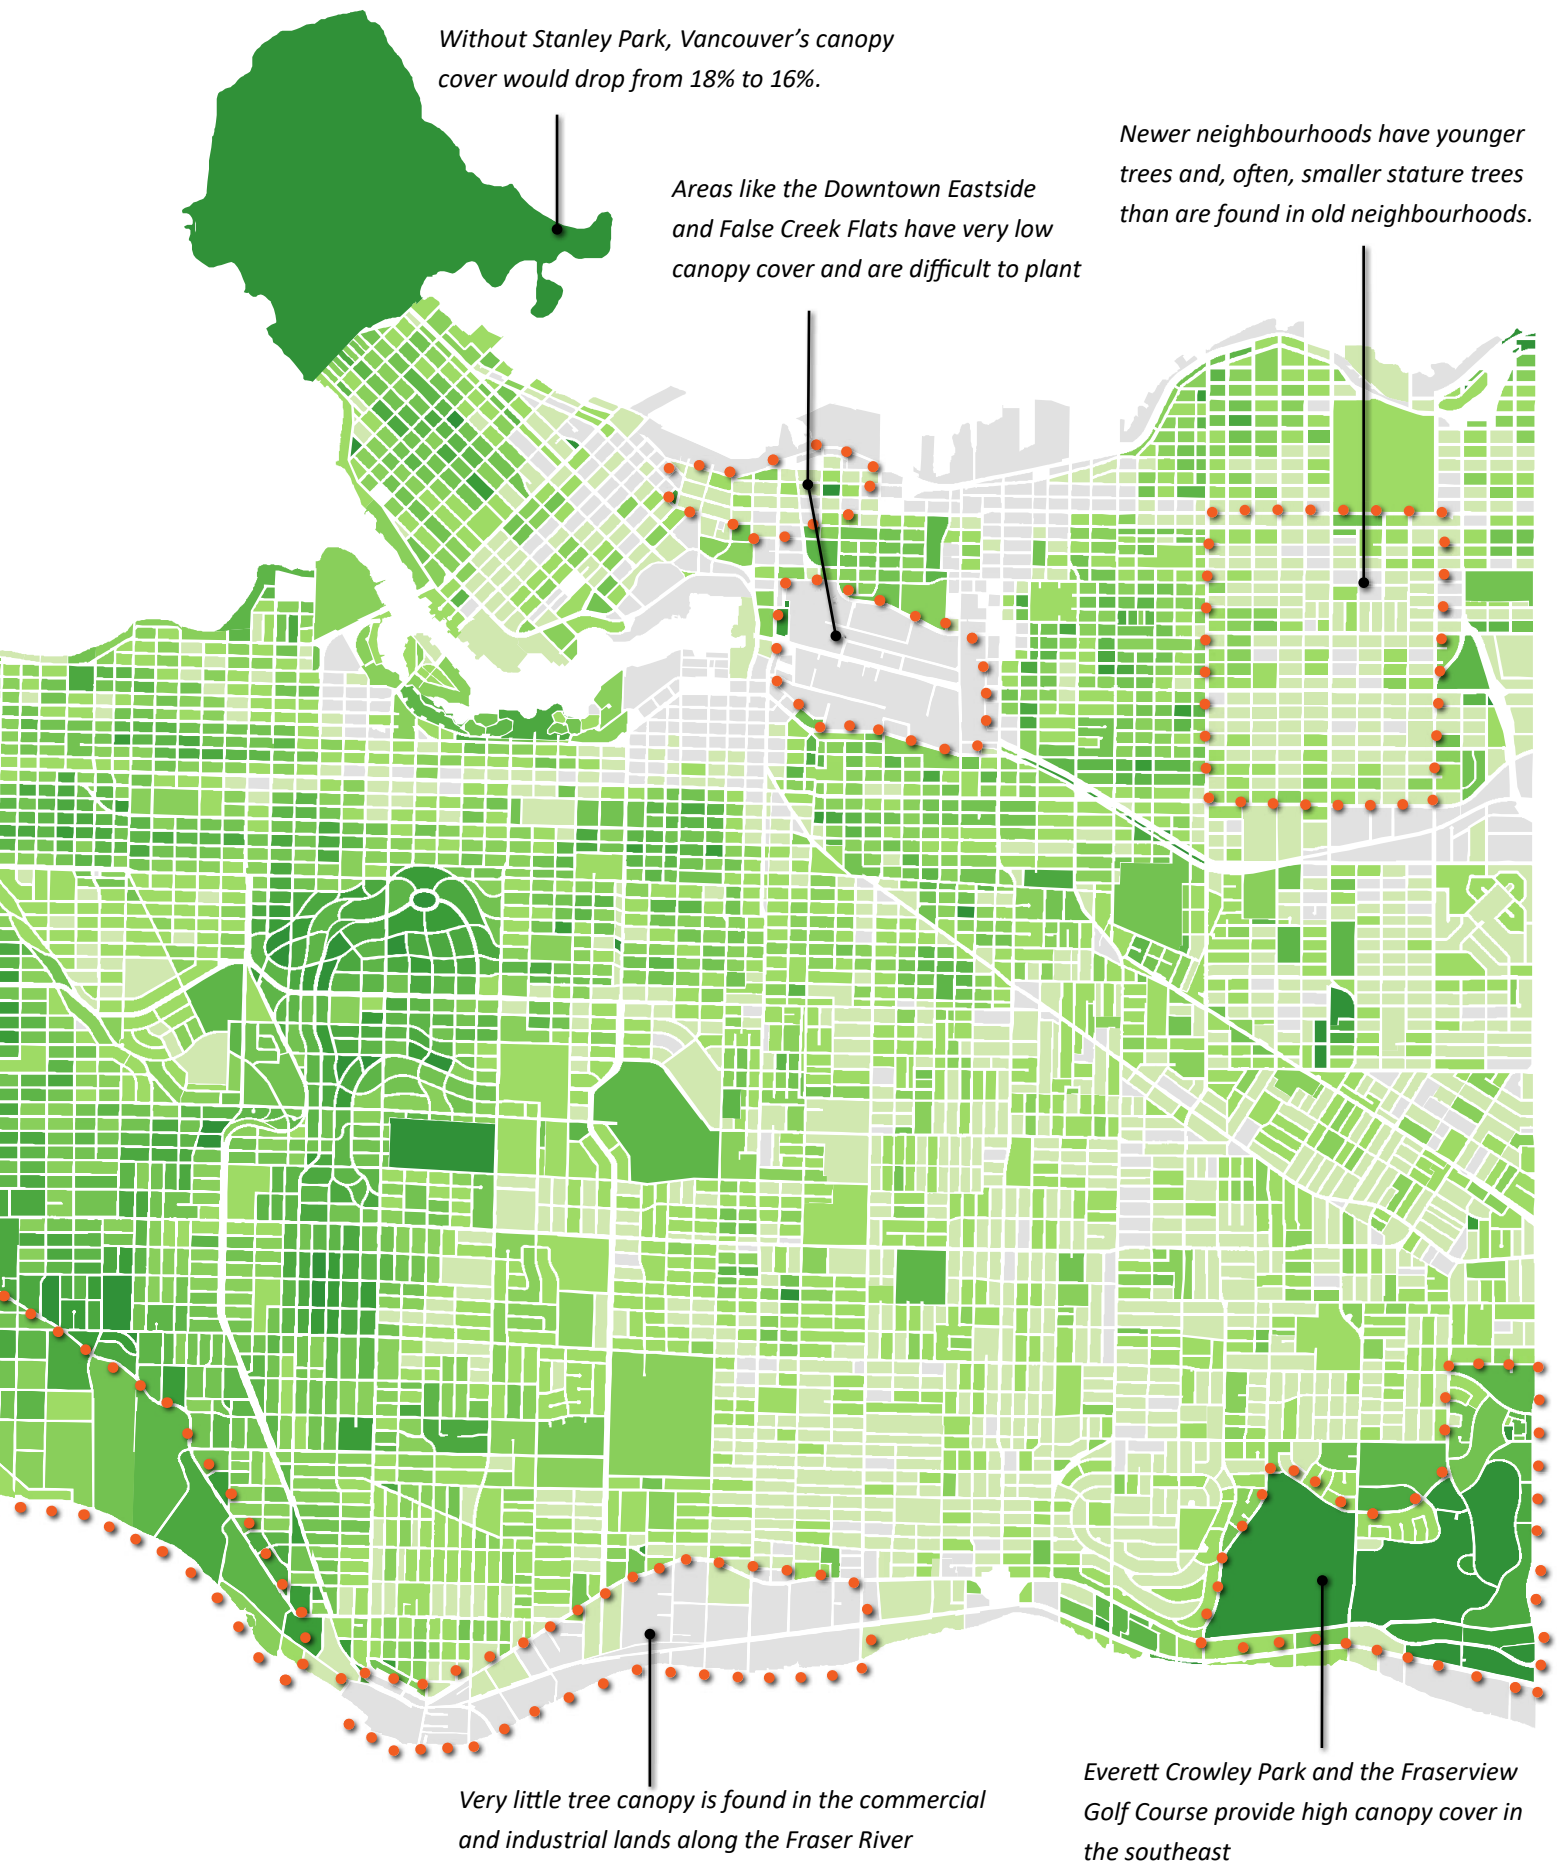 Without Stanley Park, Vancouver's canopy
cover would drop from 18% to 16%.
Newer neighbourhoods have younger
trees and, often, smaller stature trees
than are found in old neighbourhoods.
Areas like the Downtown Eastside
and False Creek Flats have very low
canopy cover and are difficult to plant
Very little tree canopy is found in the commercial
and industrial lands along the Fraser River
Everett Crowley Park and the Fraserview
Golf Course provide high canopy cover in
the southeast